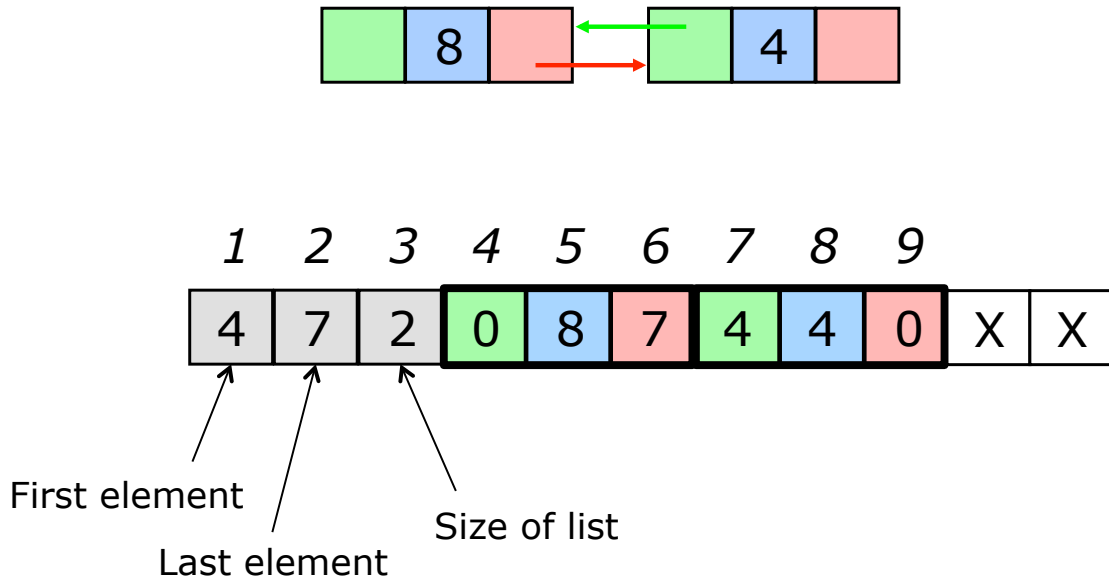 8 4
1 2 3 4 5 6 7 8 9
4 7 2 0 8 7 4 4 0 X X
First element
Size of list
Last element